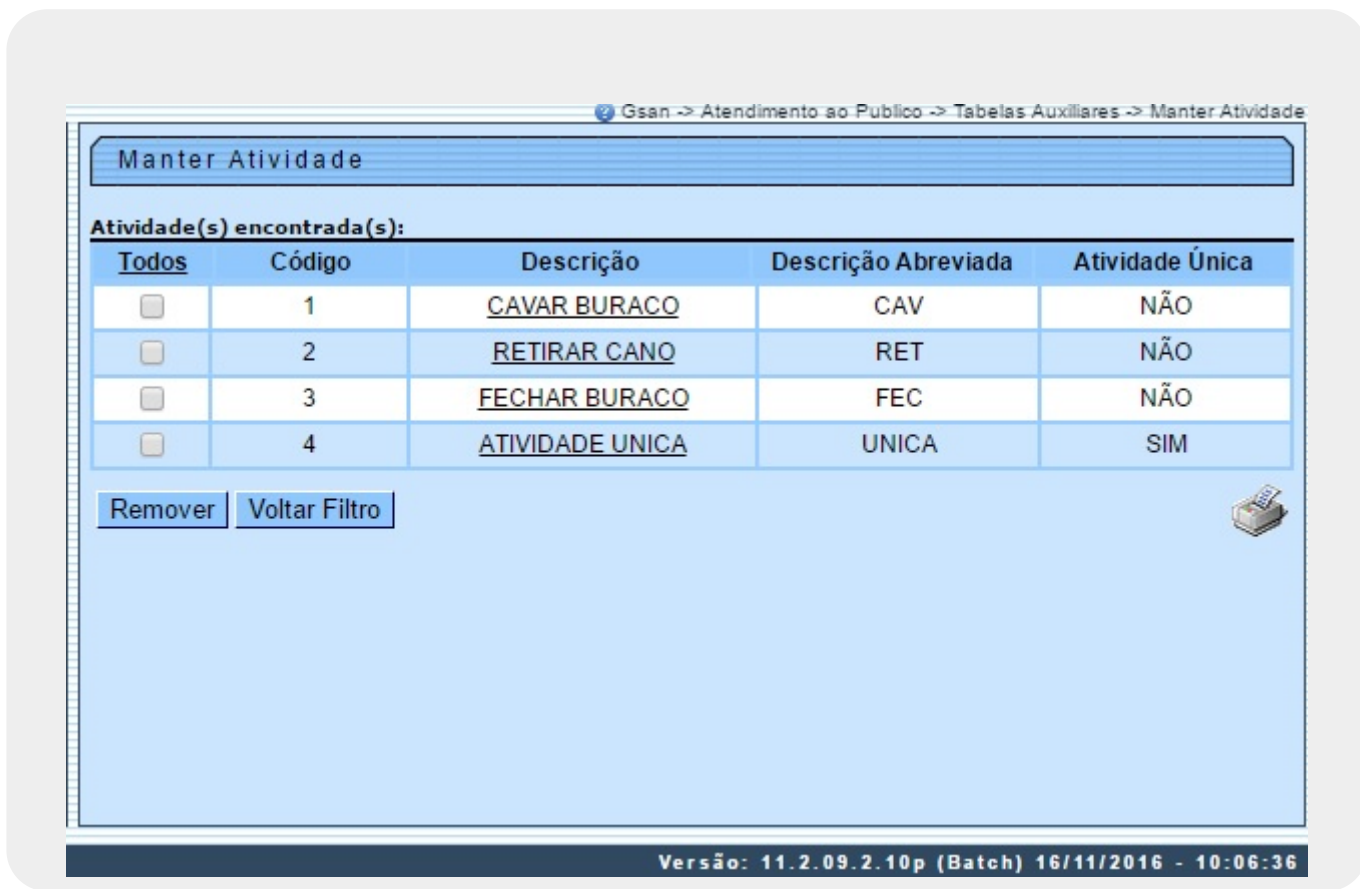 Gsan -> Atendimento ao Publico -> Tabelas Auxiliares -> Manter Atividade
Manter Atividade
Atividade(s) encontrada(s):
Todos Código Descrição Descrição Abreviada Atividade Única
1 CAVAR BURACO CAV NÃO
2 RETIRAR CANO RET NÃO
3 FECHAR BURACO FEC NÃO
4 ATIVIDADE UNICA UNICA SIM
Remover Voltar Filtro
Versão: 11.2.09.2.10p (Batch) 16/11/2016 - 10:06:36